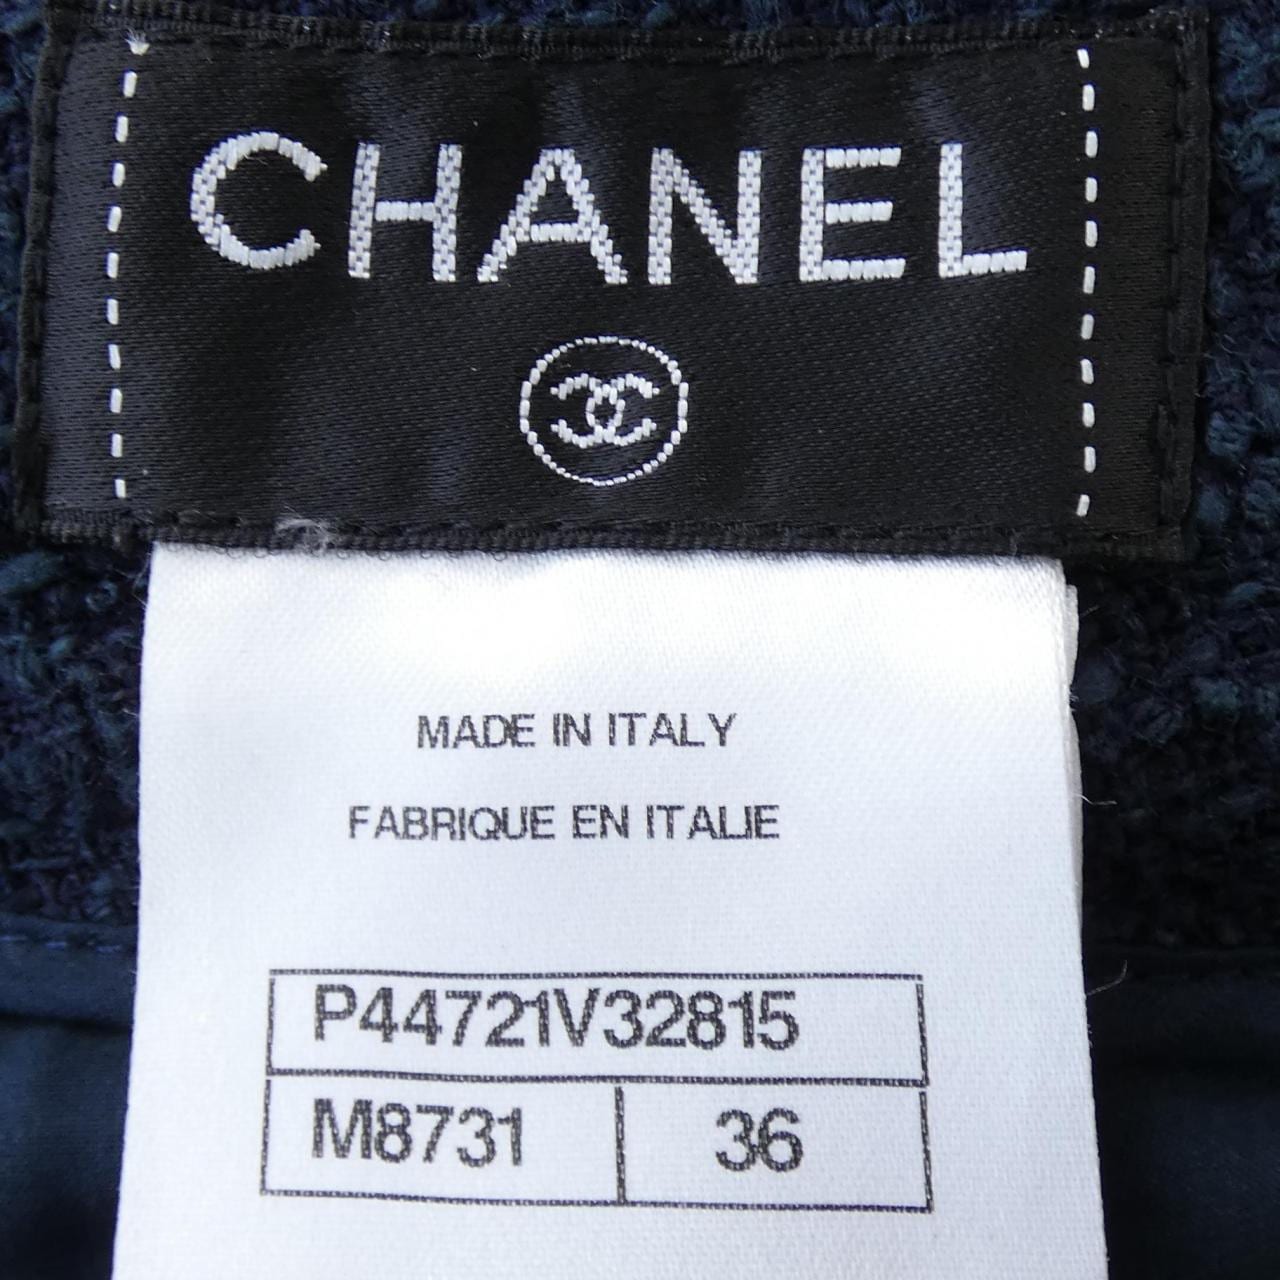 CHANEL
MADE IN ITALY
FABRIQUE EN ITALIE
P44721V32815
M8731 36